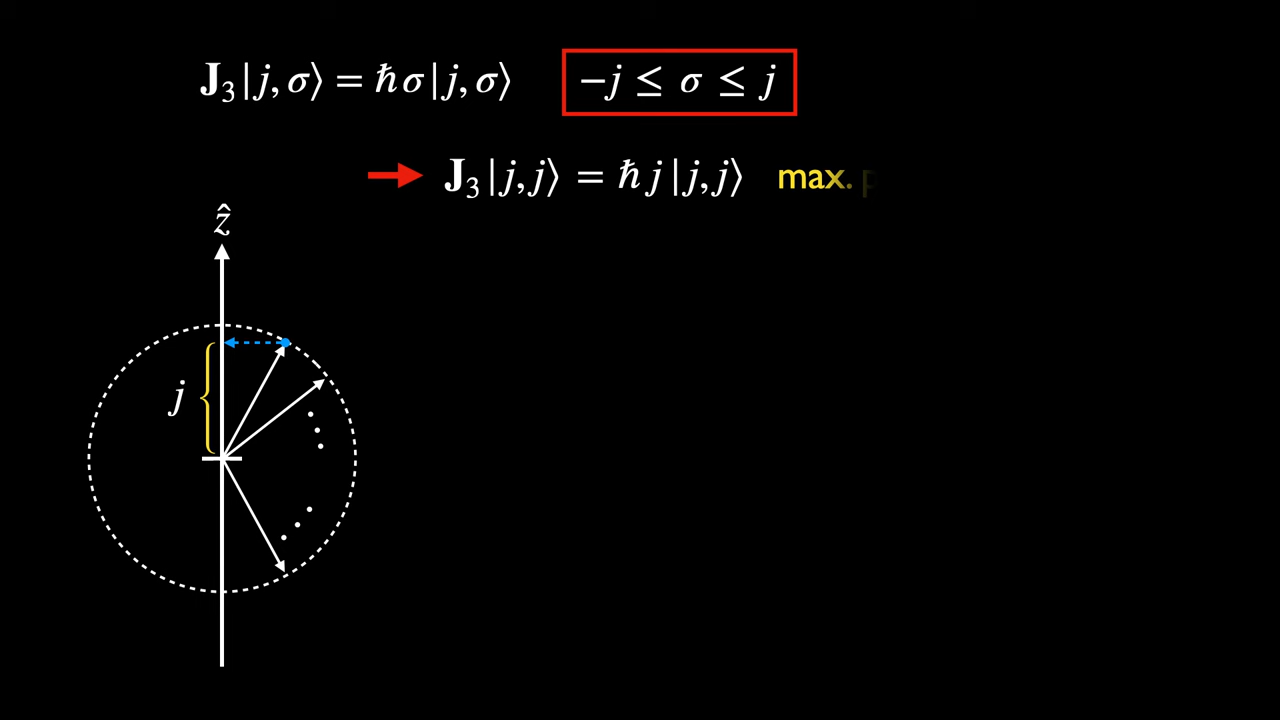 J₃|j, σ⟩ = ℏσ|j, σ⟩ −j ≤ σ ≤ j
J₃|j, j⟩ = ℏj|j, j⟩ max.
ẑ
j